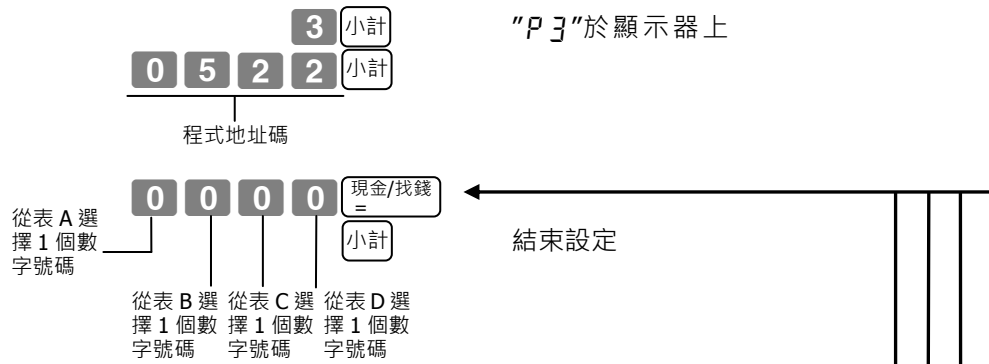 3 小計 "P 3"於顯示器上
0 5 2 2 小計
程式地址碼
0 0 0 0 現金/找錢
=
從表 A 選
擇 1 個數
字號碼
小計 結束設定
從表 B 選 從表 C 選 從表 D 選
擇 1 個數 擇 1 個數 擇 1 個數
字號碼 字號碼 字號碼